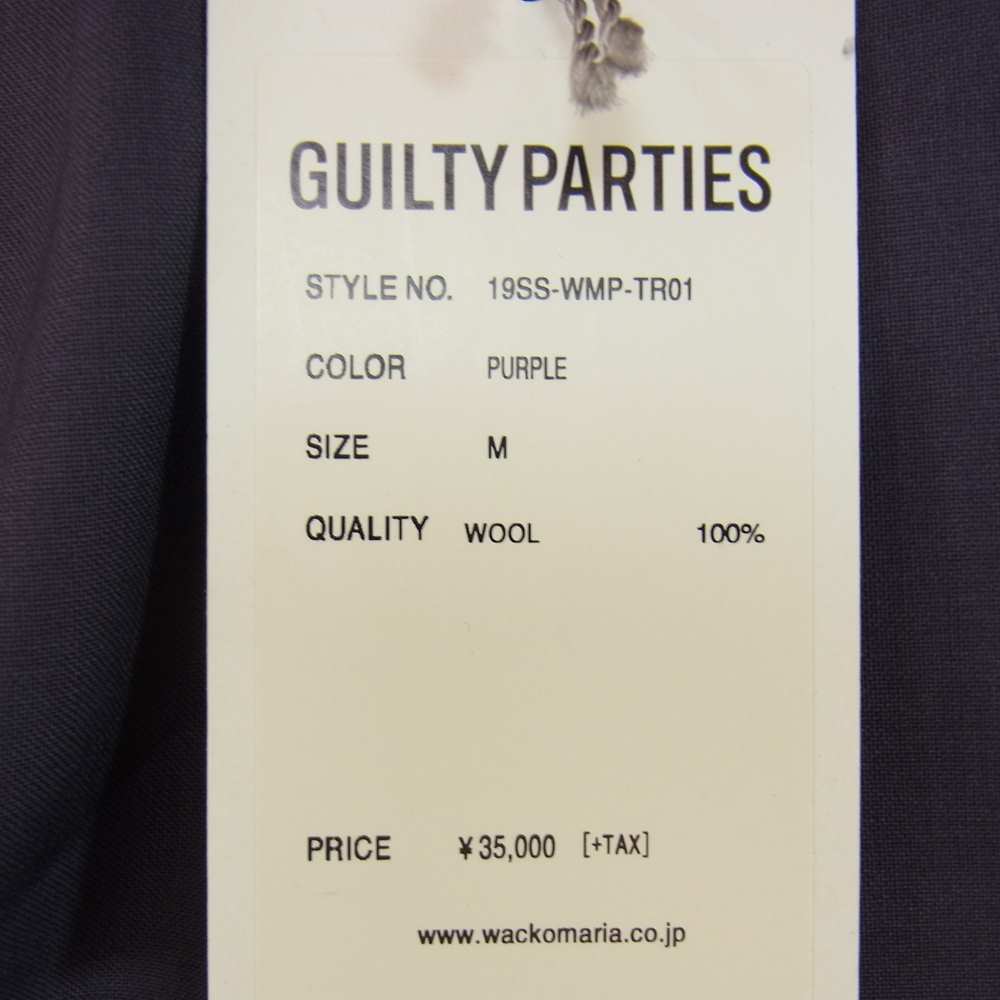 GUILTY PARTIES
STYLE NO. 19SS-WMP-TR01
COLOR PURPLE
SIZE M
QUALITY WOOL 100%
PRICE ¥35,000 [+TAX]
www.wackomaria.co.jp